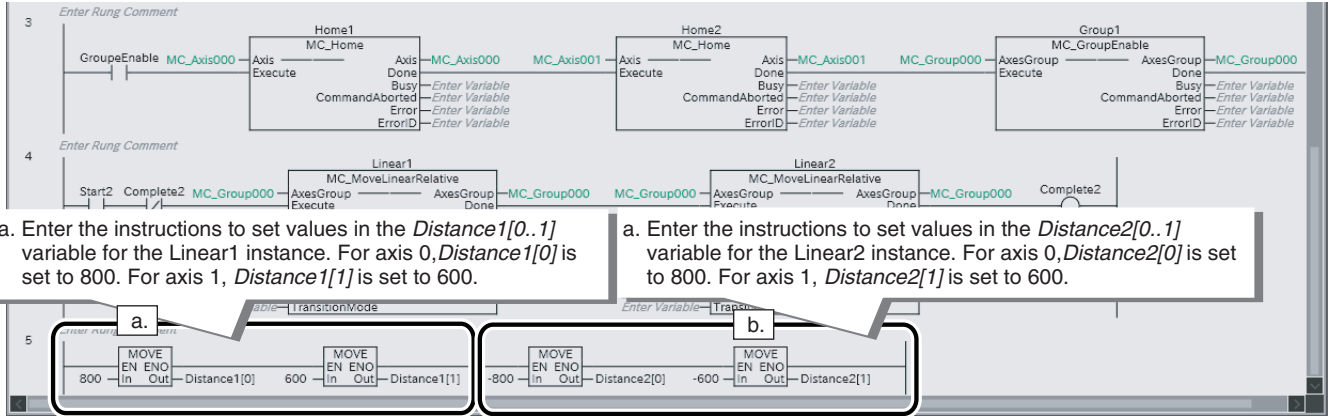 Enter Rung Comment
3
Home1
Home2
Group1
MC_Home
MC_Home
MC_GroupEnable
GroupeEnable MC_Axis000 Axis Axis MC_Axis000 MC_Axis001 Axis Axis MC_Axis001 MC_Group000 AxesGroup AxesGroup MC_Group000
Execute Done Execute Done Execute Done
Busy Enter Variable Busy Enter Variable Busy Enter Variable
CommandAborted Enter Variable CommandAborted Enter Variable CommandAborted Enter Variable
Error Enter Variable Error Enter Variable Error Enter Variable
ErrorID Enter Variable ErrorID Enter Variable ErrorID Enter Variable
Enter Rung Comment
4
Linear1
Linear2
MC_MoveLinearRelative
MC_MoveLinearRelative
Start2 Complete2 MC_Group000 AxesGroup AxesGroup MC_Group000 MC_Group000 AxesGroup AxesGroup MC_Group000 Complete2
Execute Done Execute Done
a. Enter the instructions to set values in the Distance1[0..1]
variable for the Linear1 instance. For axis 0,Distance1[0] is
set to 800. For axis 1, Distance1[1] is set to 600.
a. Enter the instructions to set values in the Distance2[0..1]
variable for the Linear2 instance. For axis 0,Distance2[0] is set
to 800. For axis 1, Distance2[1] is set to 600.
TransitionMode Enter Variable
a.
b.
Enter Rung Comment
5
MOVE MOVE MOVE MOVE
EN ENO EN ENO EN ENO EN ENO
800 In Out Distance1[0] 600 In Out Distance1[1] -800 In Out Distance2[0] -600 In Out Distance2[1]